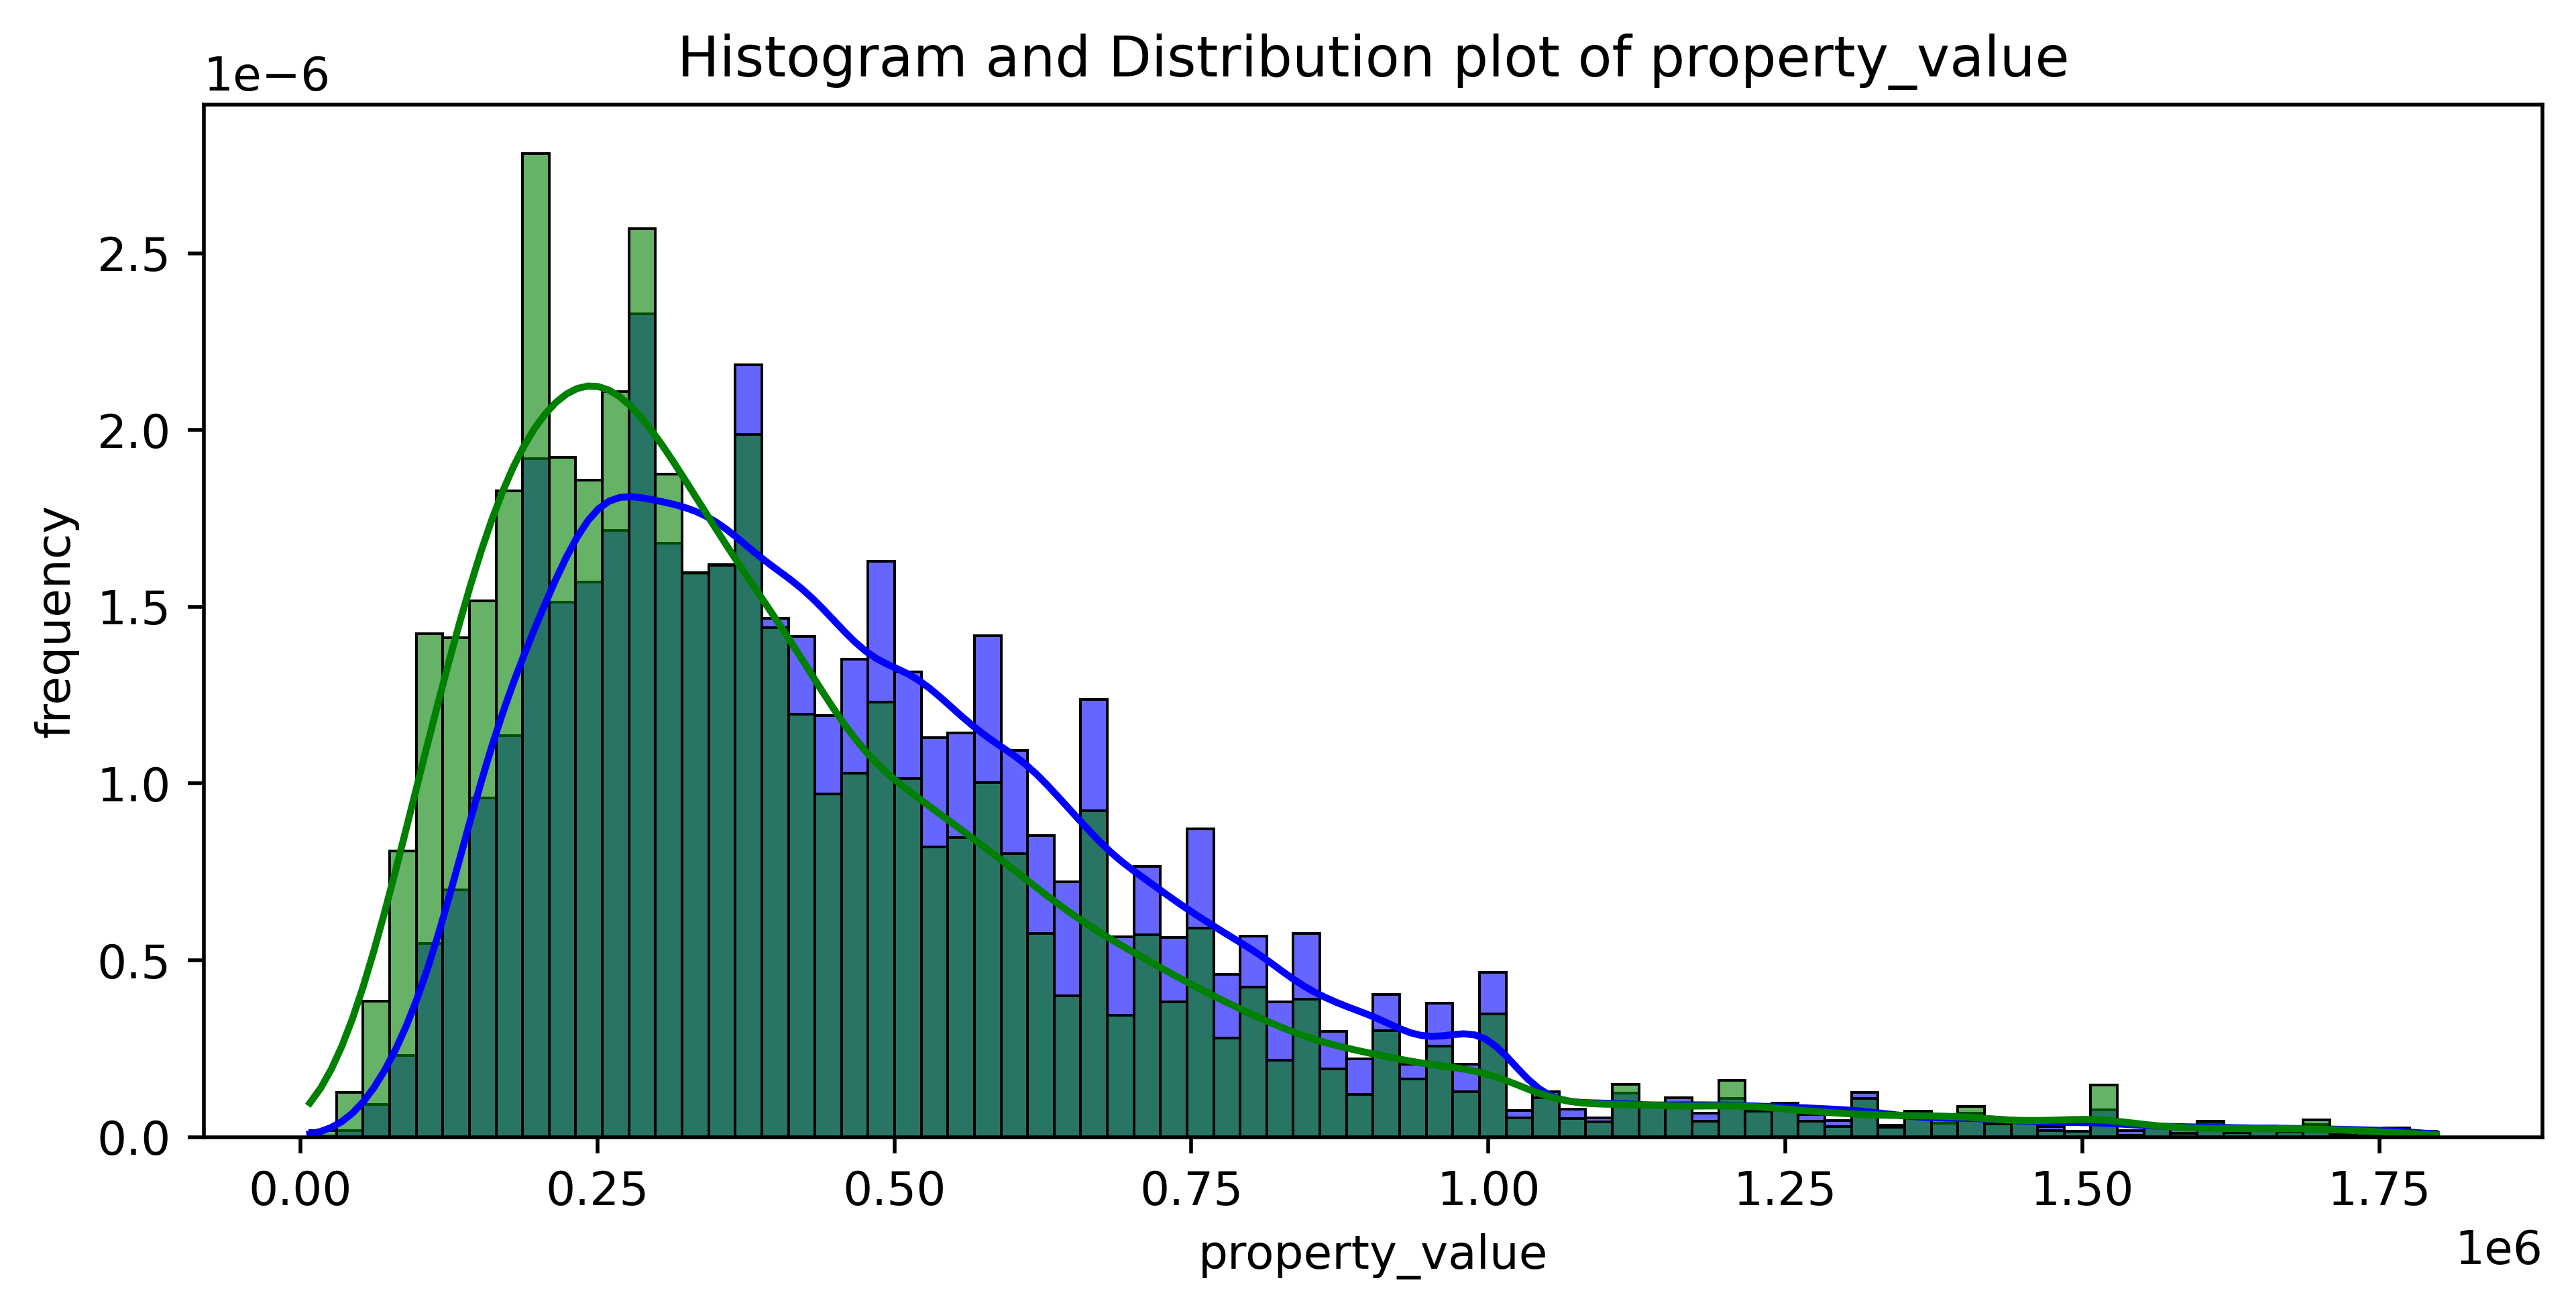 Histogram and Distribution plot of property_value
1e−6
2.5
2.0
1.5
1.0
0.5
0.0
frequency
0.00 0.25 0.50 0.75 1.00 1.25 1.50 1.75
1e6
property_value